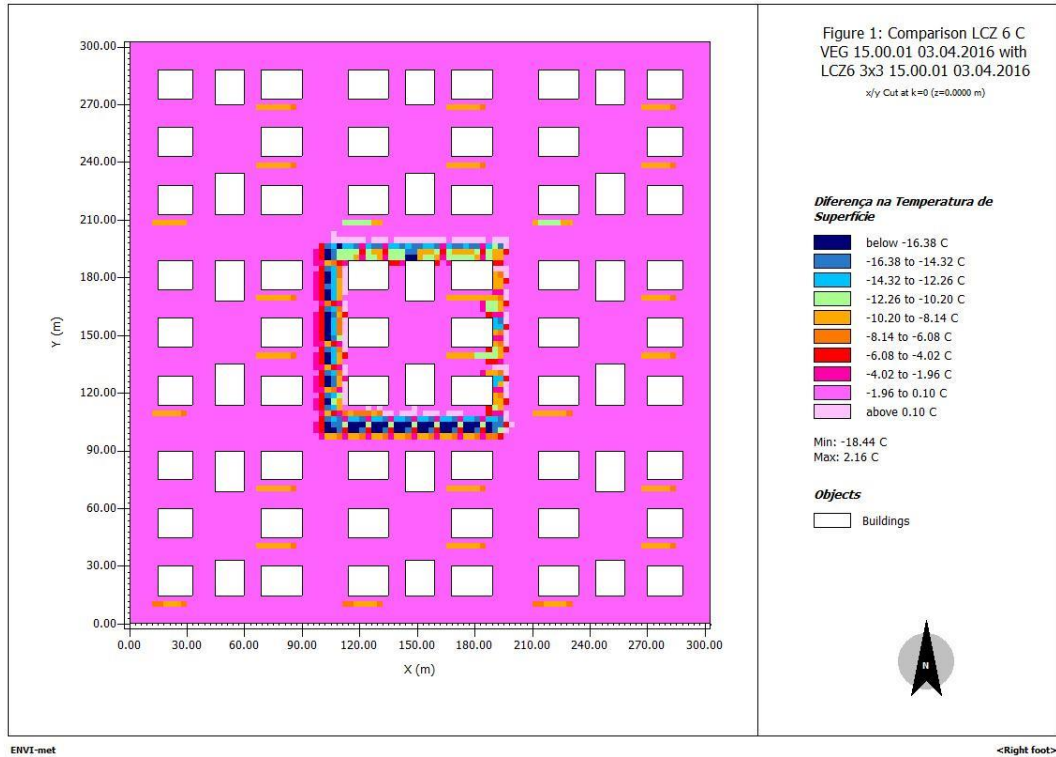 Figure 1: Comparison LCZ 6 C
VEG 15.00.01 03.04.2016 with
LCZ6 3x3 15.00.01 03.04.2016
x/y Cut at k=0 (z=0.0000 m)
300.00
270.00
240.00
210.00
180.00
150.00
120.00
90.00
60.00
30.00
0.00
Y (m)
0.00 30.00 60.00 90.00 120.00 150.00 180.00 210.00 240.00 270.00 300.00
X (m)
Diferença na Temperatura de
Superfície
below -16.38 C
-16.38 to -14.32 C
-14.32 to -12.26 C
-12.26 to -10.20 C
-10.20 to -8.14 C
-8.14 to -6.08 C
-6.08 to -4.02 C
-4.02 to -1.96 C
-1.96 to 0.10 C
above 0.10 C
Min: -18.44 C
Max: 2.16 C
Objects
Buildings
N
ENVI-met
<Right foot>